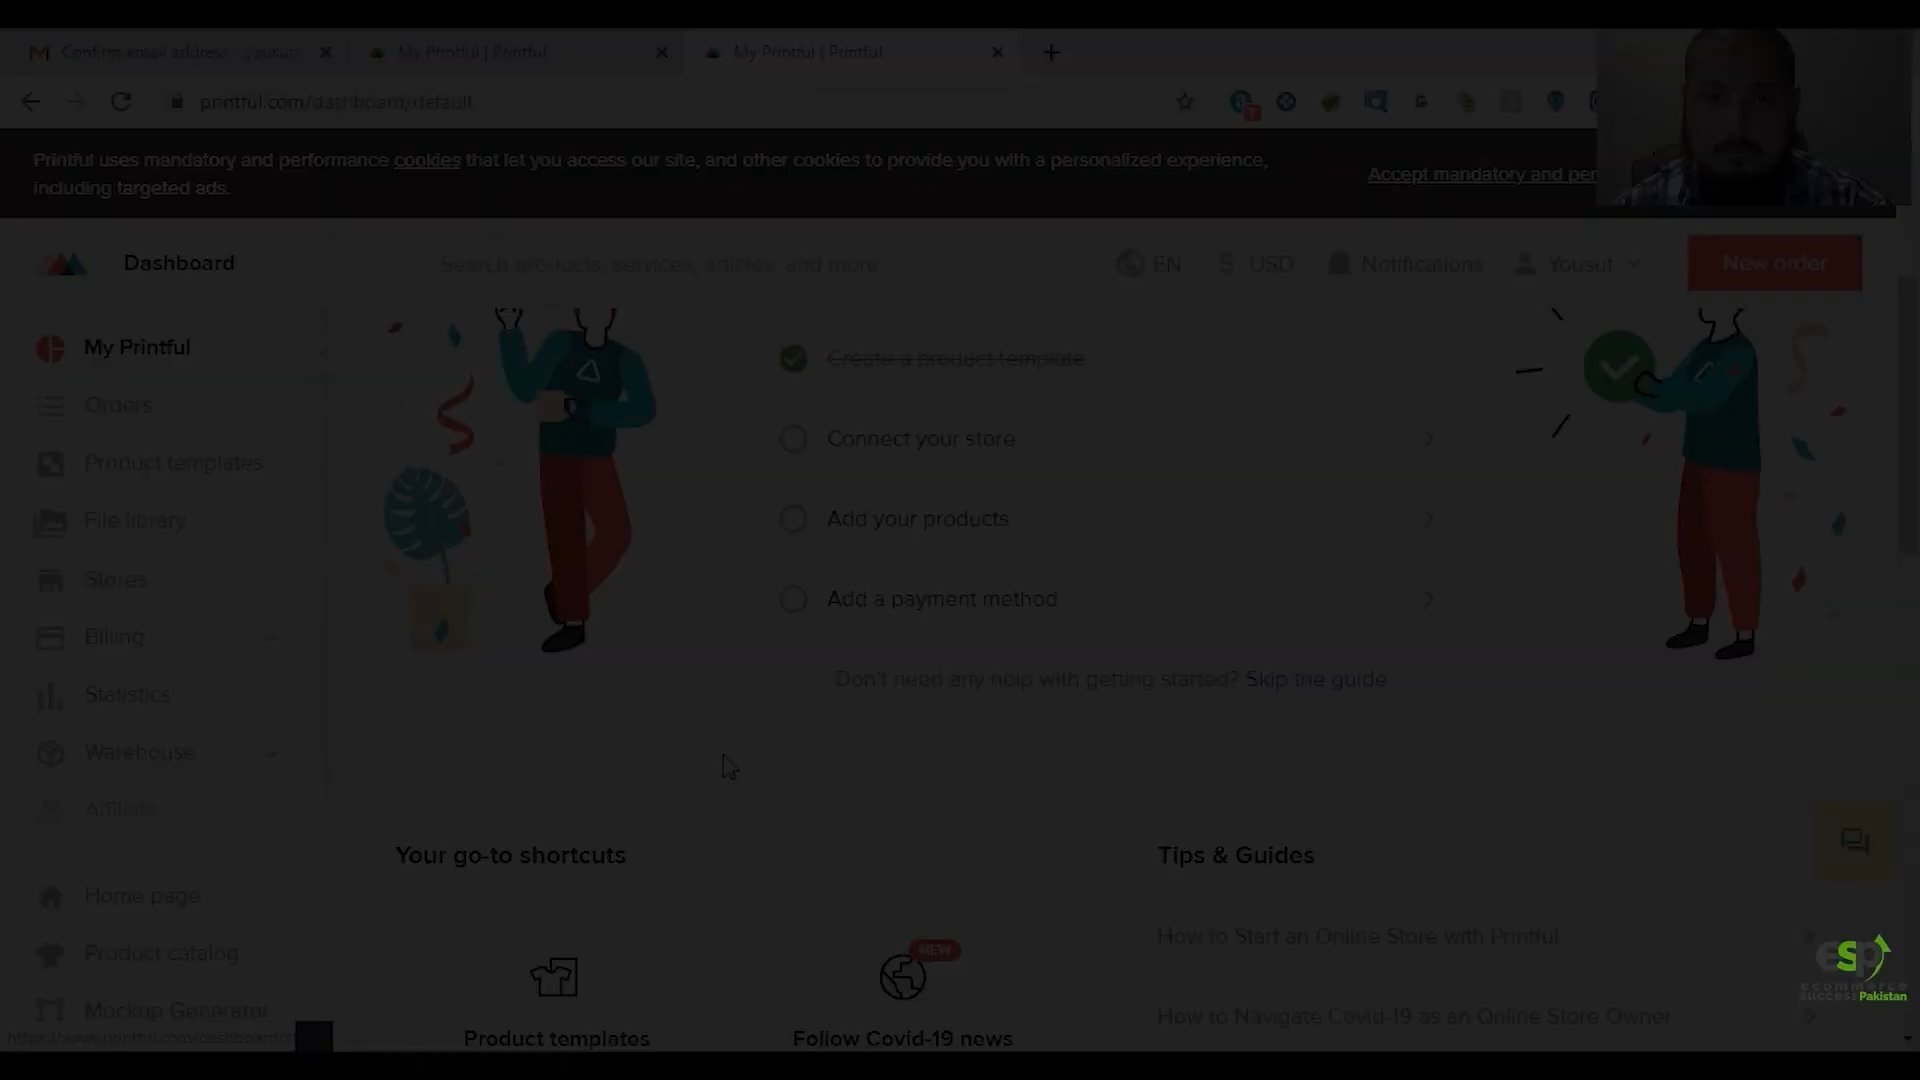 Confirm email address - yousuf
My Printful | Printful
My Printful | Printful
printful.com/dashboard/default
Printful uses mandatory and performance cookies that let you access our site, and other cookies to provide you with a personalized experience,
including targeted ads.
Accept mandatory and per
Dashboard
Search products, services, articles, and more
EN
$ USD
Notifications
Yousuf
New order
My Printful
Orders
Product templates
File library
Stores
Billing
Statistics
Warehouse
Affiliate
Home page
Product catalog
Mockup Generator
Create a product template
Connect your store
Add your products
Add a payment method
Don't need any help with getting started? Skip the guide
Your go-to shortcuts
NEW
Product templates
Follow Covid-19 news
Tips & Guides
How to Start an Online Store with Printful
How to Navigate Covid-19 as an Online Store Owner
esp
ecommerce
success Pakistan